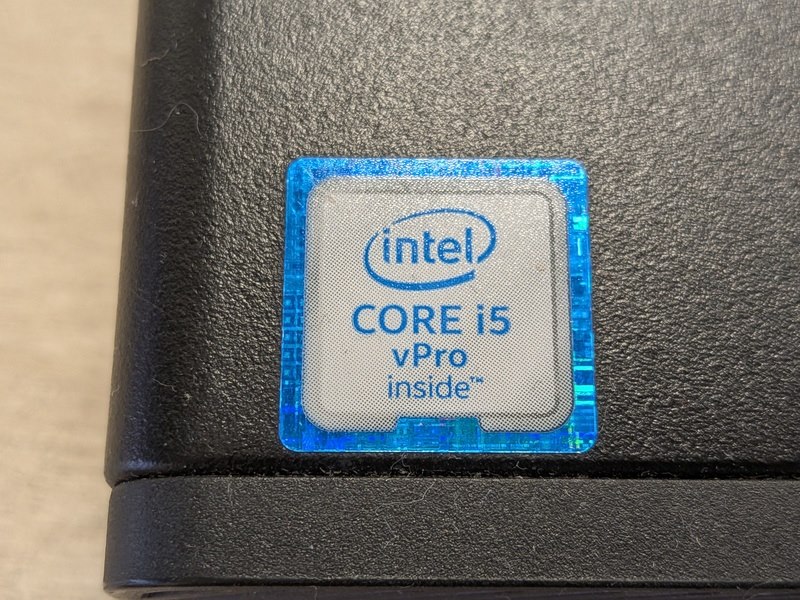 intel
CORE i5
vPro
inside™